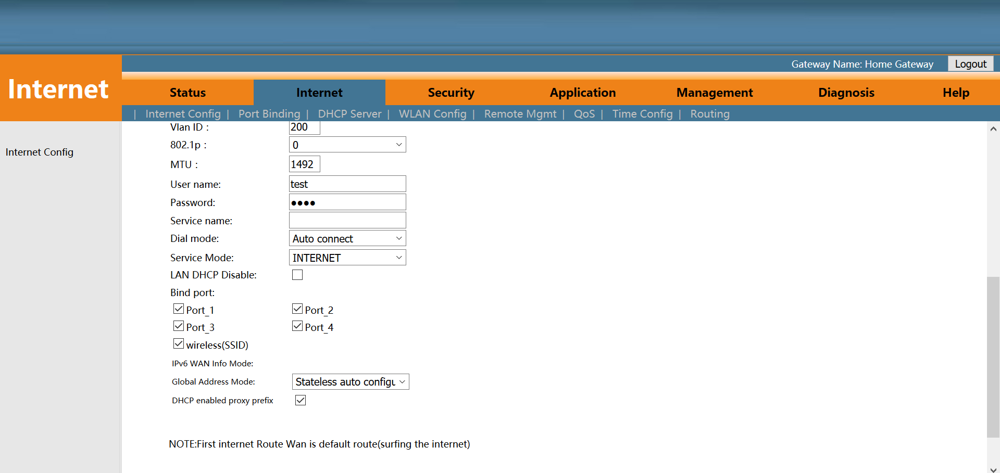 Gateway Name: Home Gateway Logout
Internet
Status Internet Security Application Management Diagnosis Help
| Internet Config | Port Binding | DHCP Server | WLAN Config | Remote Mgmt | QoS | Time Config | Routing
Internet Config
Vlan ID : 200
802.1p : 0
MTU : 1492
User name: test
Password: ●●●●
Service name:
Dial mode: Auto connect
Service Mode: INTERNET
LAN DHCP Disable:
Bind port:
Port_1 Port_2
Port_3 Port_4
wireless(SSID)
IPv6 WAN Info Mode:
Global Address Mode: Stateless auto configu
DHCP enabled proxy prefix
NOTE:First internet Route Wan is default route(surfing the internet)